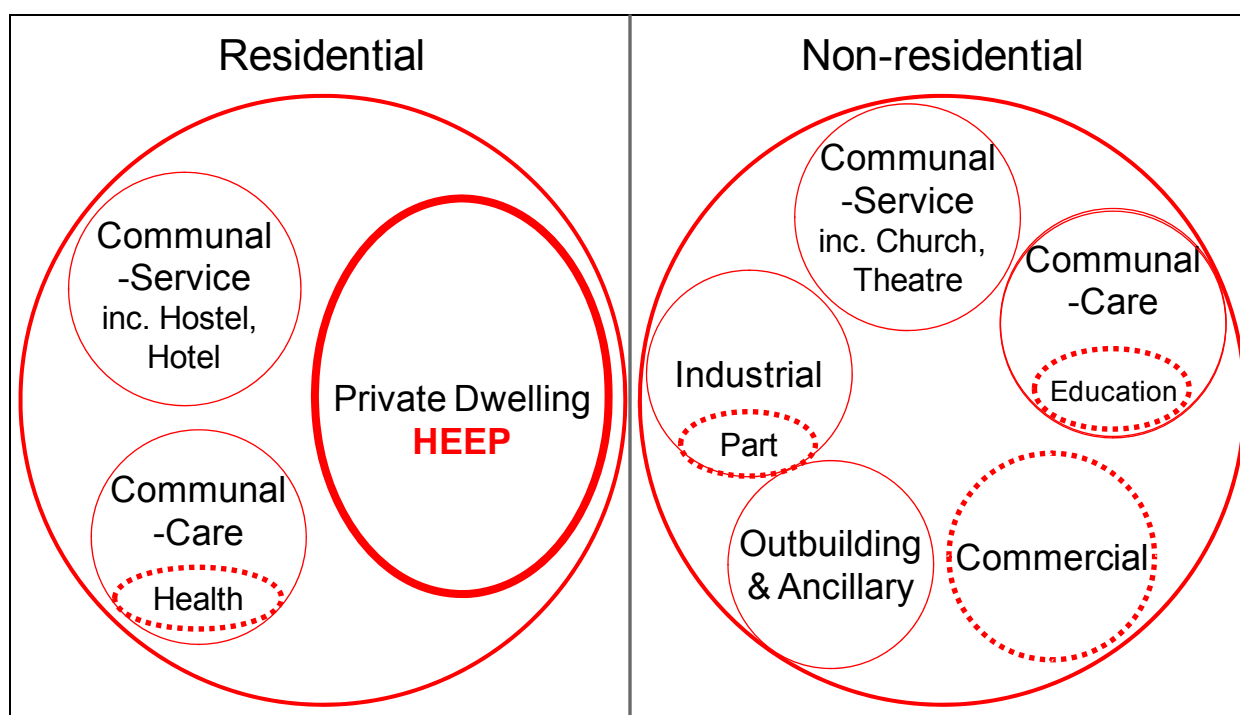 Residential
Communal
-Service
inc. Hostel,
Hotel
Private Dwelling
HEEP
Communal
-Care
Health
Non-residential
Communal
-Service
inc. Church,
Theatre
Communal
-Care
Education
Industrial
Part
Outbuilding
& Ancillary
Commercial